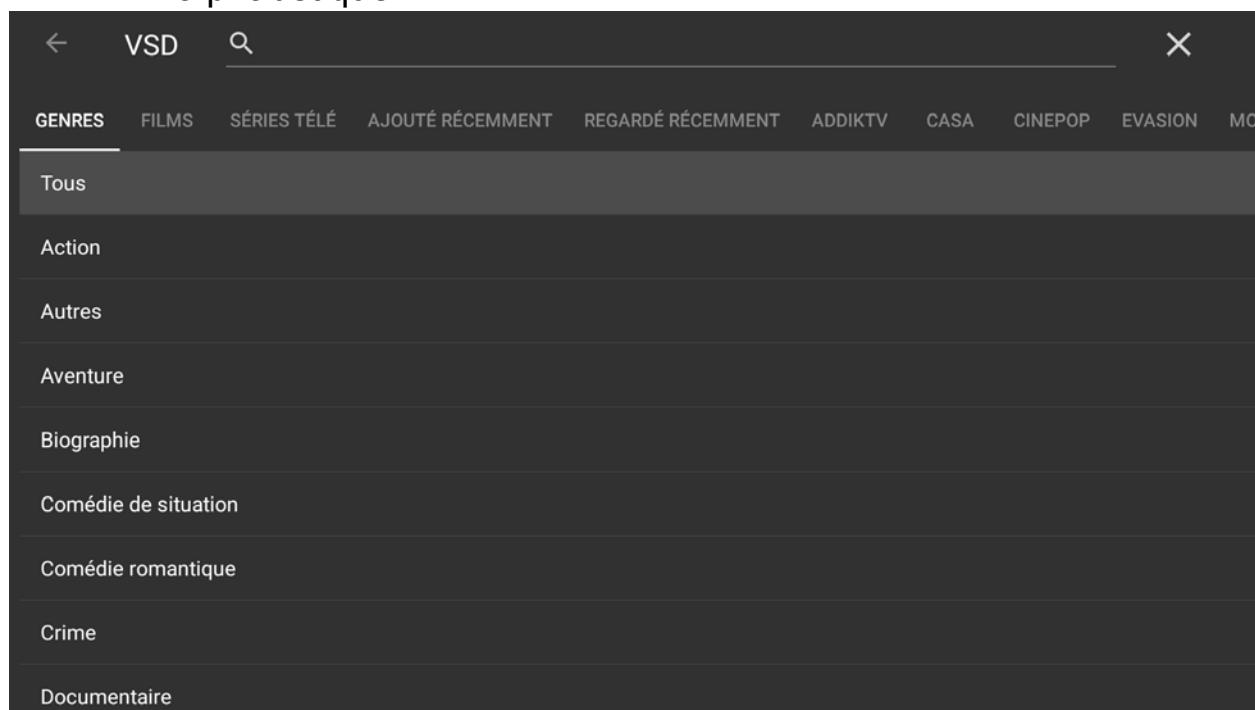 VSD
GENRES FILMS SÉRIES TÉLÉ AJOUTÉ RÉCEMMENT REGARDÉ RÉCEMMENT ADDIKTV CASA CINEPOP EVASION
Tous
Action
Autres
Aventure
Biographie
Comédie de situation
Comédie romantique
Crime
Documentaire